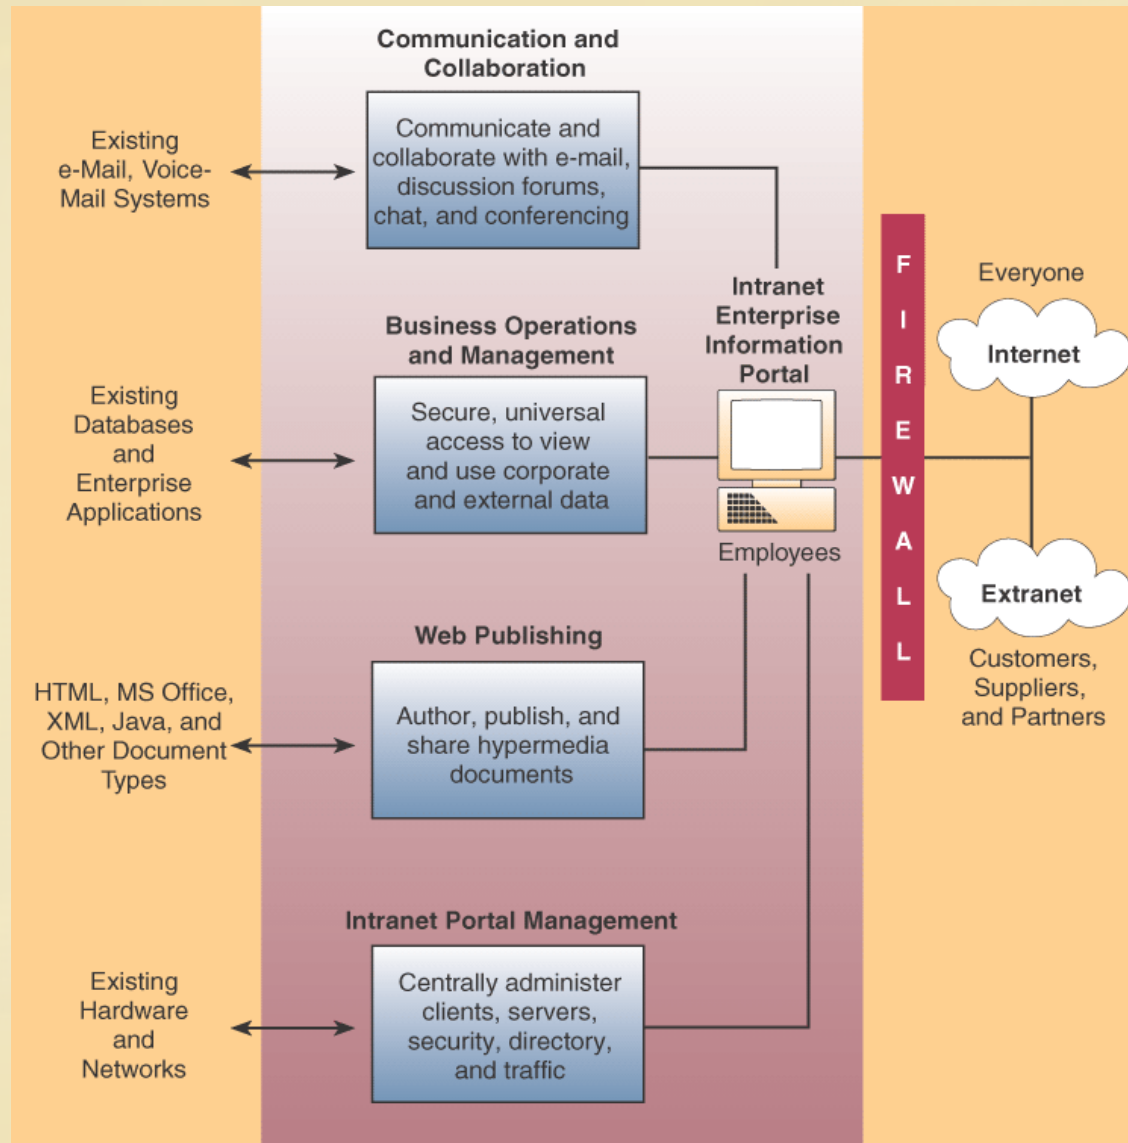 Communication and
Collaboration
Existing
e-Mail, Voice-
Mail Systems
Communicate and
collaborate with e-mail,
discussion forums,
chat, and conferencing
Business Operations
and Management
Existing
Databases
and
Enterprise
Applications
Secure, universal
access to view
and use corporate
and external data
Intranet
Enterprise
Information
Portal
Employees
FIREWALL
Everyone
Internet
Extranet
Customers,
Suppliers,
and Partners
Web Publishing
HTML, MS Office,
XML, Java, and
Other Document
Types
Author, publish, and
share hypermedia
documents
Intranet Portal Management
Existing
Hardware
and
Networks
Centrally administer
clients, servers,
security, directory,
and traffic